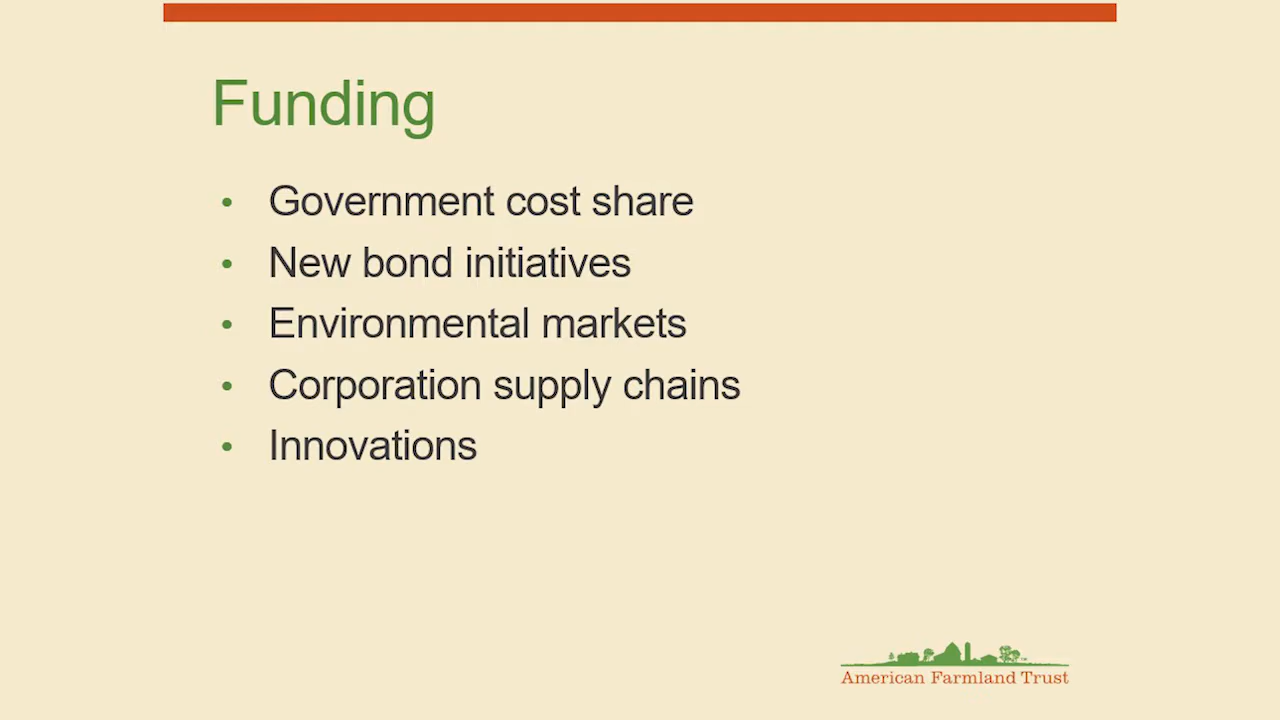 Funding
• Government cost share
• New bond initiatives
• Environmental markets
• Corporation supply chains
• Innovations
American Farmland Trust